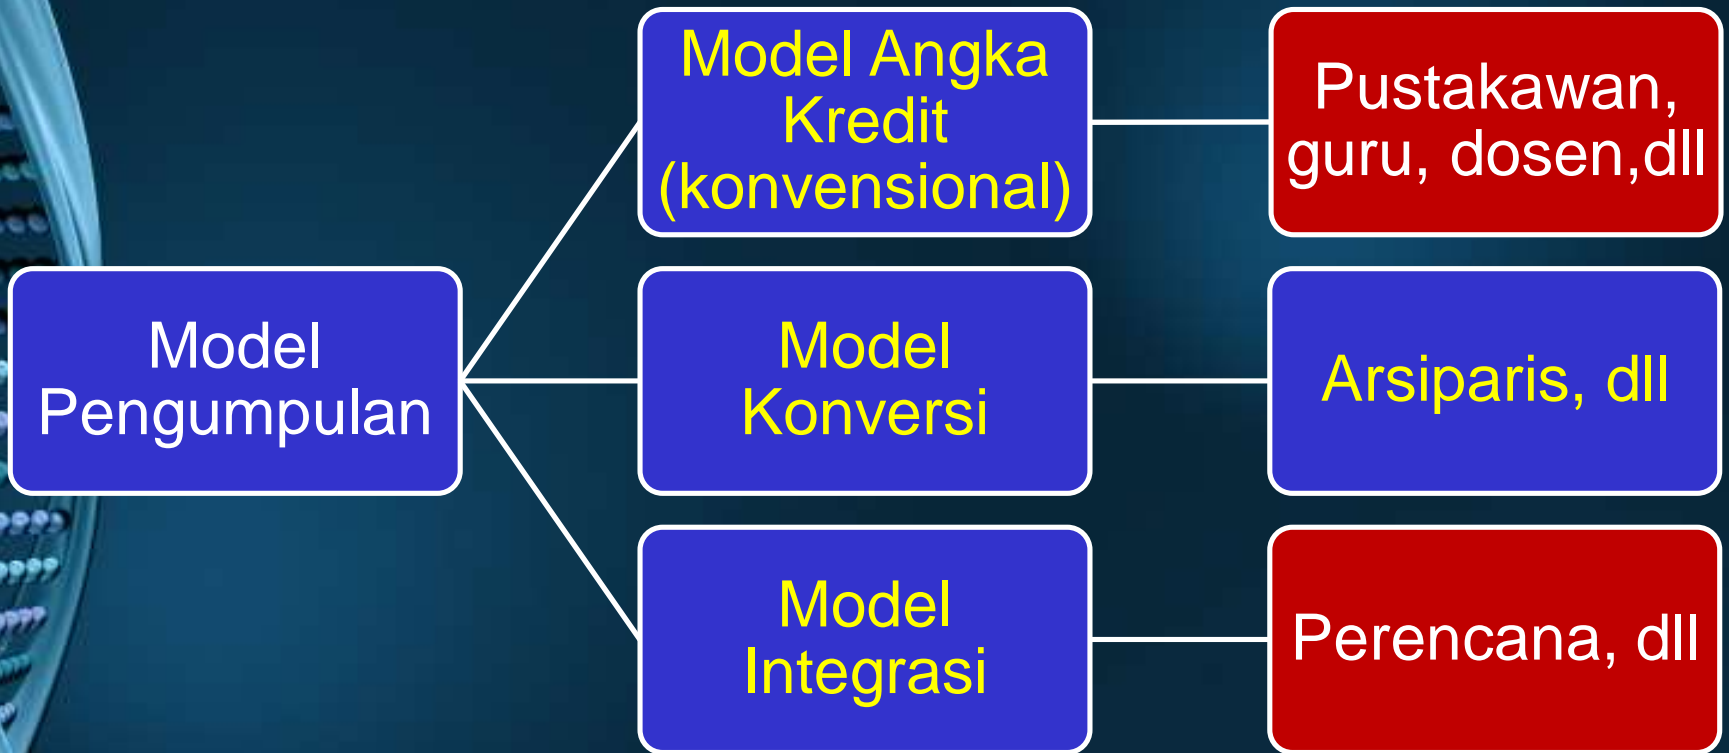 Model
Pengumpulan
Model Angka
Kredit
(konvensional)
Pustakawan,
guru, dosen,dll
Model
Konversi
Arsiparis, dll
Model
Integrasi
Perencana, dll